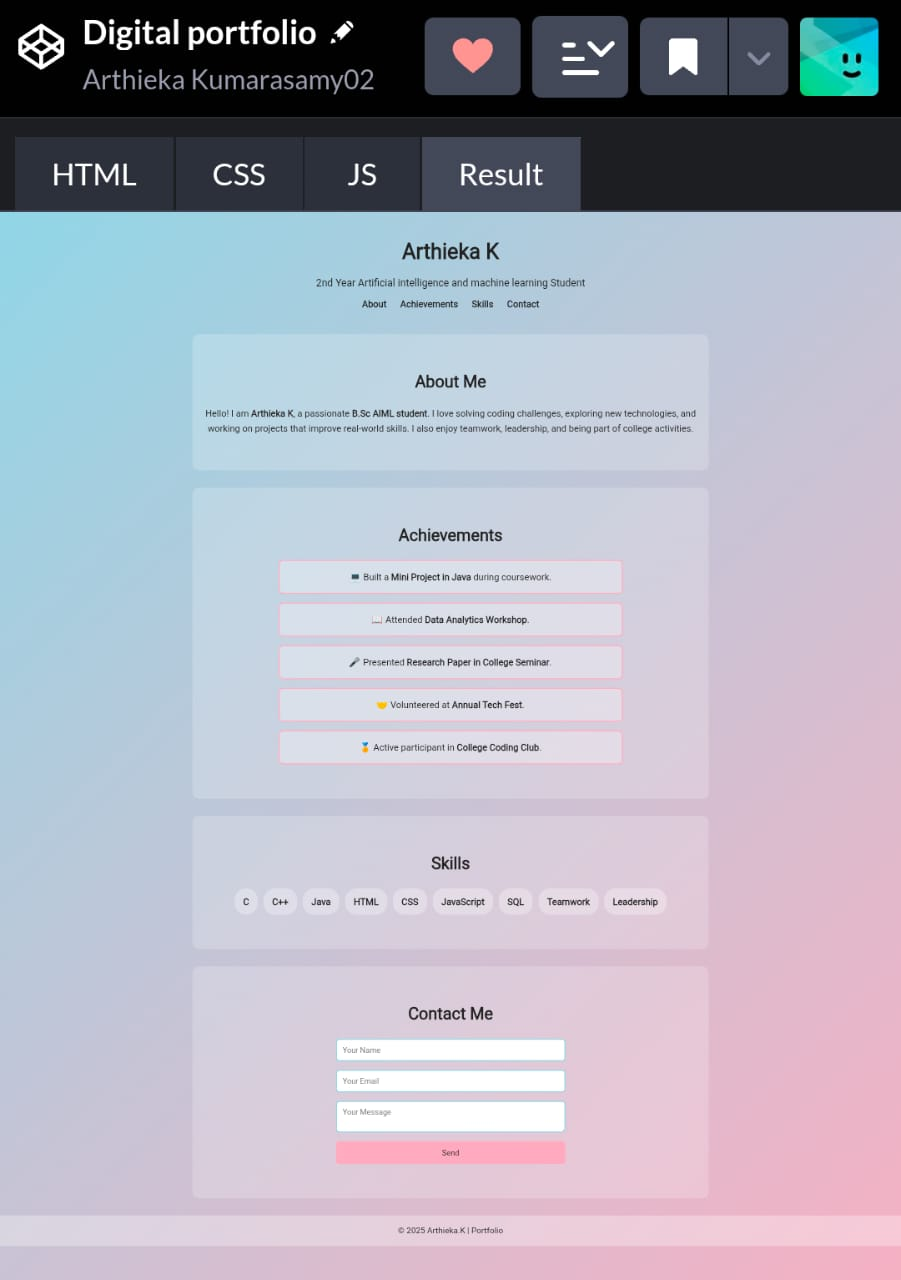 Digital portfolio
Arthieka Kumarasamy02
HTML CSS JS Result
Arthieka K
2nd Year Artificial intelligence and machine learning Student
About Achievements Skills Contact
About Me
Hello! I am Arthieka K, a passionate B.Sc AIML student. I love solving coding challenges, exploring new technologies, and
working on projects that improve real-world skills. I also enjoy teamwork, leadership, and being part of college activities.
Achievements
💻 Built a Mini Project in Java during coursework.
📖 Attended Data Analytics Workshop.
🎤 Presented Research Paper in College Seminar.
🤝 Volunteered at Annual Tech Fest.
🏅 Active participant in College Coding Club.
Skills
C C++ Java HTML CSS JavaScript SQL Teamwork Leadership
Contact Me
Your Name
Your Email
Your Message
Send
© 2025 Arthieka.K | Portfolio